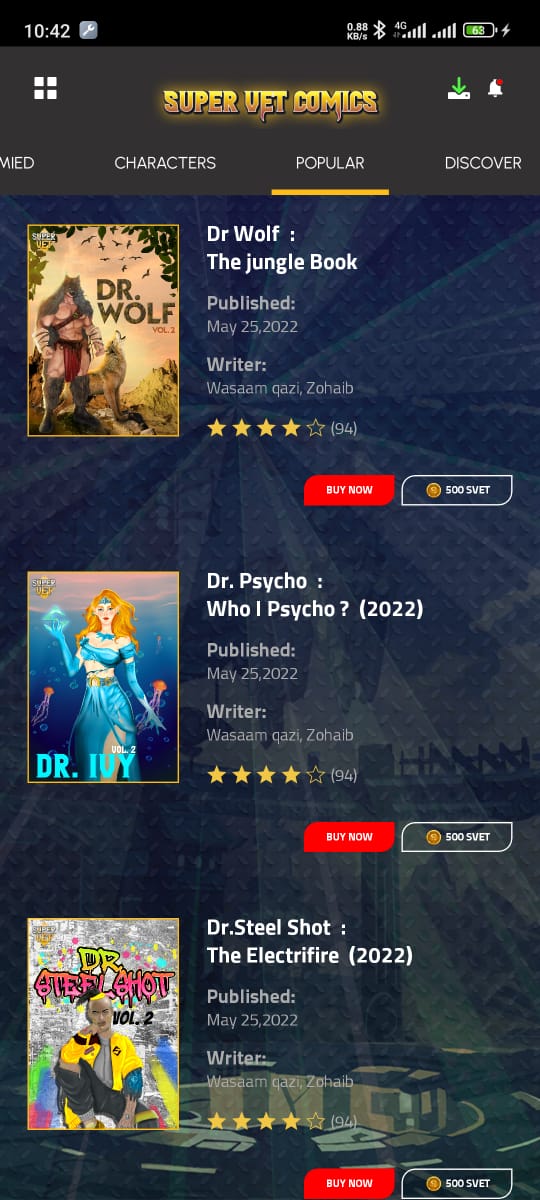 10:42
0.88
KB/s
4G
63
SUPER VET COMICS
MIED
CHARACTERS
POPULAR
DISCOVER
SUPER
VET
DR.
WOLF
VOL.2
Dr Wolf :
The jungle Book
Published:
May 25,2022
Writer:
Wasaam qazi, Zohaib
(94)
BUY NOW
500 SVET
SUPER
VET
VOL. 2
DR. IVY
Dr. Psycho :
Who I Psycho ? (2022)
Published:
May 25,2022
Writer:
Wasaam qazi, Zohaib
(94)
BUY NOW
500 SVET
SUPER
VET
DR
STEEL SHOT
VOL. 2
Dr.Steel Shot :
The Electrifire (2022)
Published:
May 25,2022
Writer:
Wasaam qazi, Zohaib
(94)
BUY NOW
500 SVET